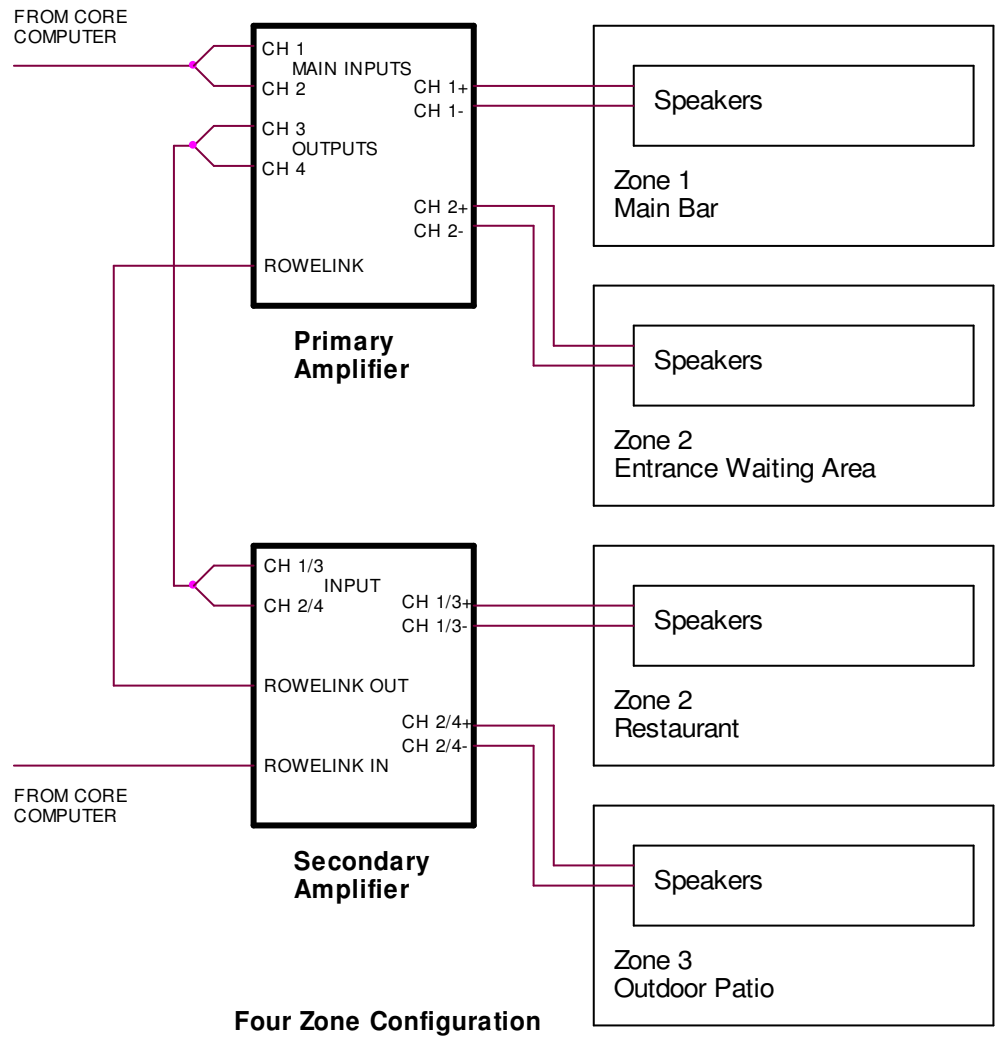 FROM CORE
COMPUTER
CH 1
MAIN INPUTS
CH 2
CH 3
OUTPUTS
CH 4
ROWELINK
CH 1+
CH 1-
CH 2+
CH 2-
Primary
Amplifier
Speakers
Zone 1
Main Bar
Speakers
Zone 2
Entrance Waiting Area
CH 1/3
INPUT
CH 2/4
ROWELINK OUT
ROWELINK IN
CH 1/3+
CH 1/3-
CH 2/4+
CH 2/4-
FROM CORE
COMPUTER
Secondary
Amplifier
Speakers
Zone 2
Restaurant
Speakers
Zone 3
Outdoor Patio
Four Zone Configuration